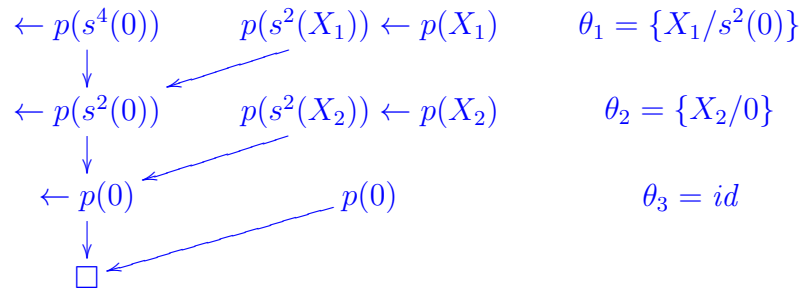 ← p(s⁴(0)) p(s²(X₁)) ← p(X₁) θ₁ = {X₁/s²(0)}
← p(s²(0)) p(s²(X₂)) ← p(X₂) θ₂ = {X₂/0}
← p(0) p(0) θ₃ = id
□